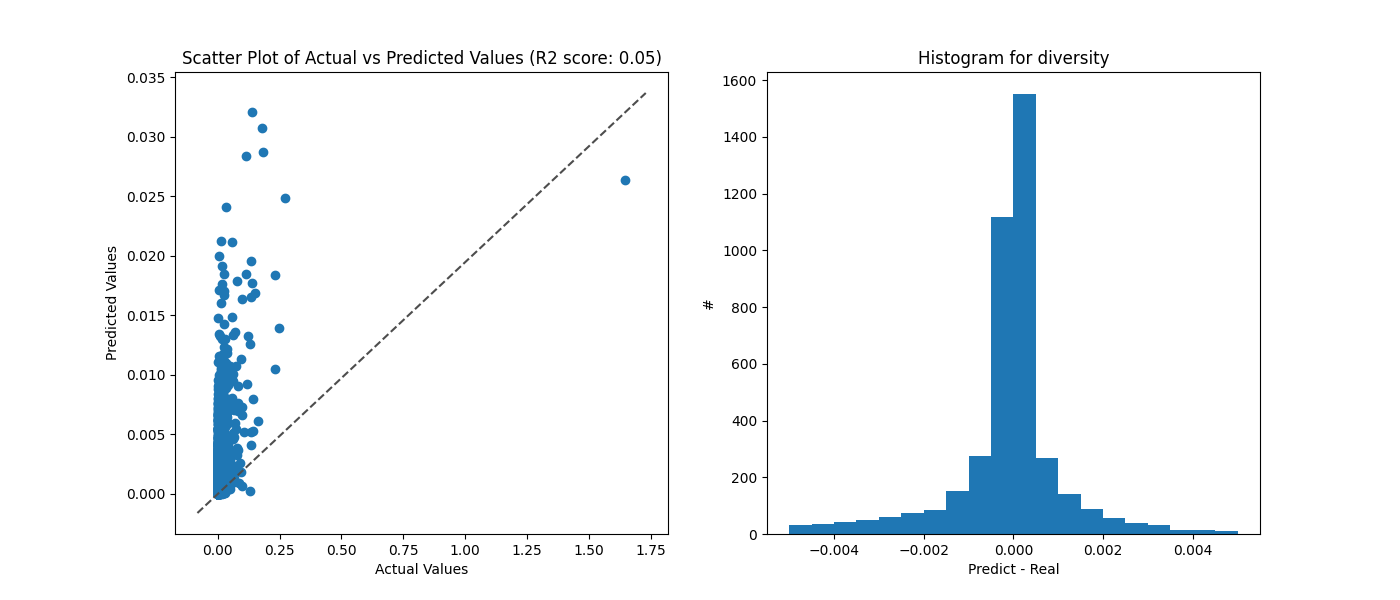 Scatter Plot of Actual vs Predicted Values (R2 score: 0.05)
0.035
0.030
0.025
0.020
0.015
0.010
0.005
0.000
Predicted Values
0.00 0.25 0.50 0.75 1.00 1.25 1.50 1.75
Actual Values
Histogram for diversity
1600
1400
1200
1000
800
600
400
200
0
#
−0.004 −0.002 0.000 0.002 0.004
Predict - Real